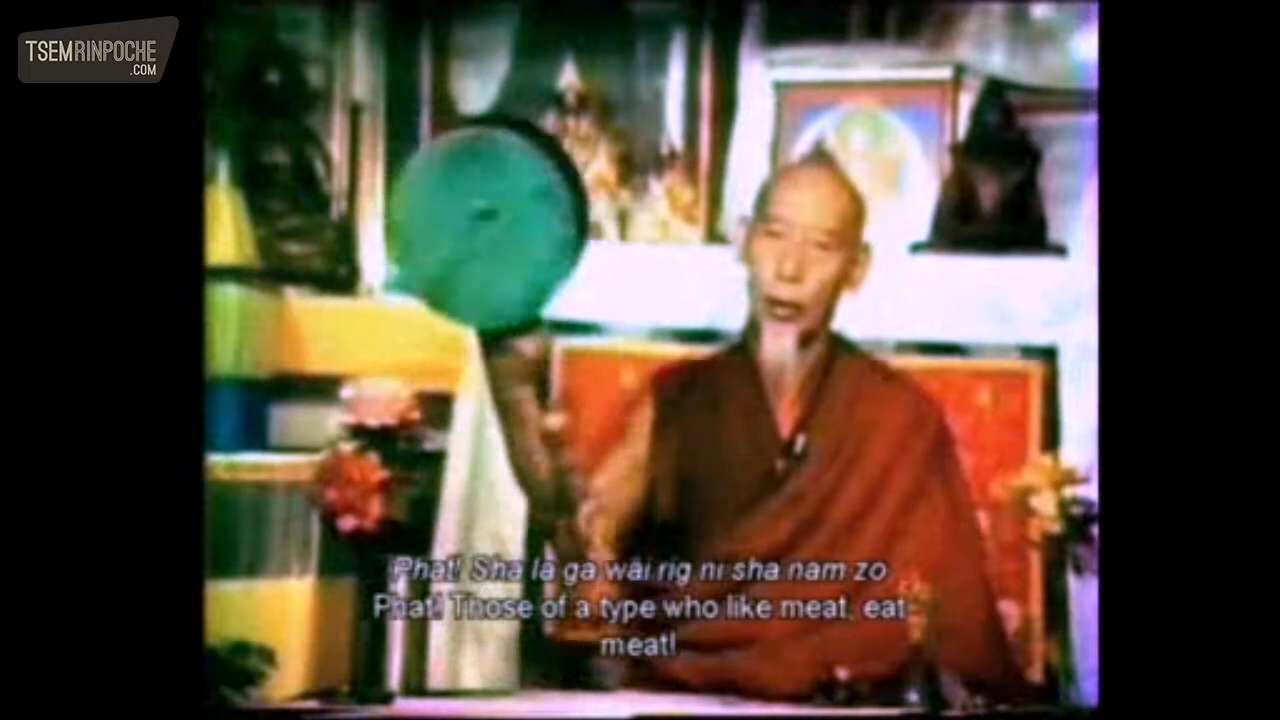 TSEMRINPOCHE
.COM
Phat! Sha la ga wäi rig ni sha nam zo
Phat! Those of a type who like meat, eat
meat!